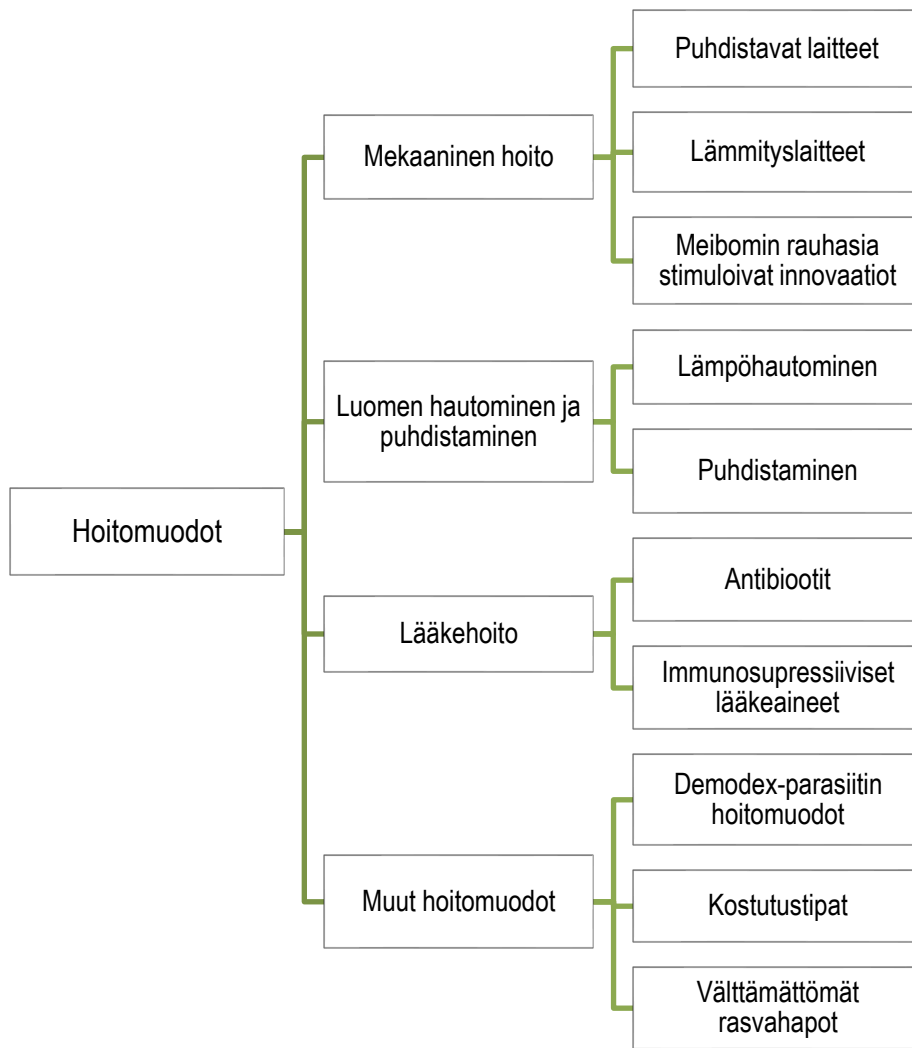 Hoitomuodot
Mekaaninen hoito
Puhdistavat laitteet
Lämmityslaitteet
Meibomin rauhasia
stimuloivat innovaatiot
Luomen hautominen ja
puhdistaminen
Lämpöhautominen
Puhdistaminen
Lääkehoito
Antibiootit
Immunosupressiiviset
lääkeaineet
Muut hoitomuodot
Demodex-parasiitin
hoitomuodot
Kostutustipat
Välttämättömät
rasvahapot